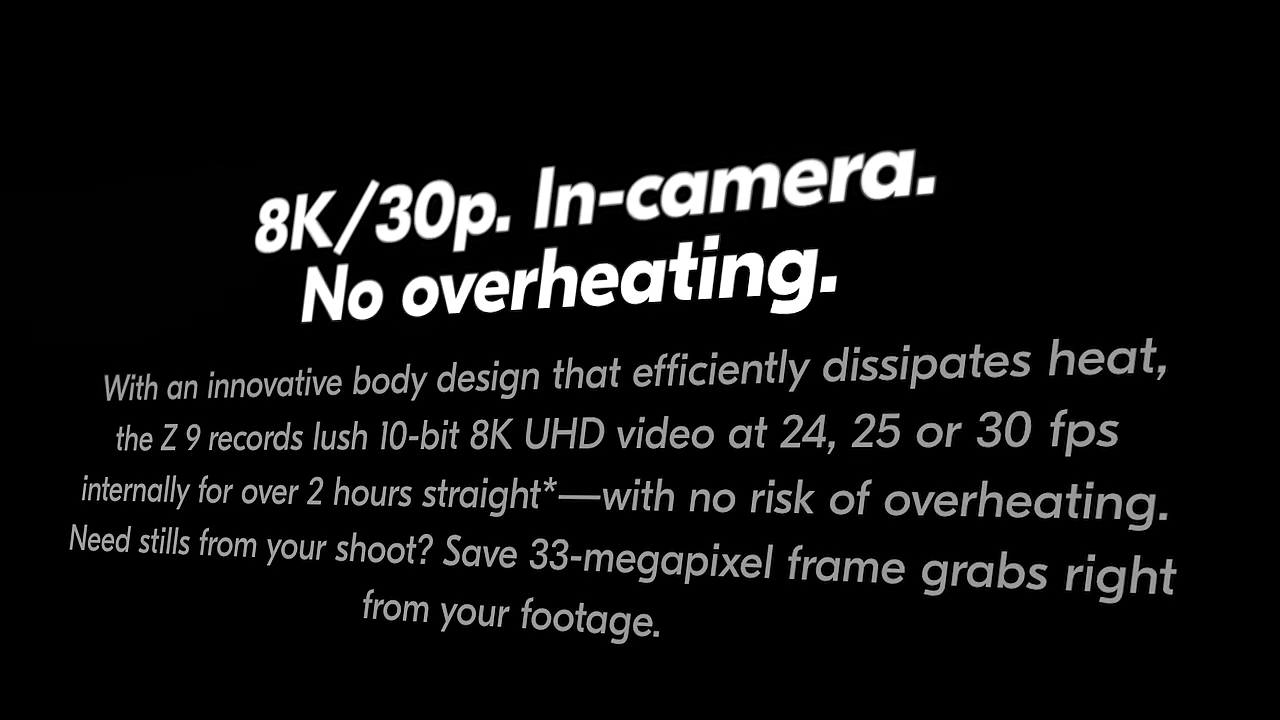 8K/30p. In-camera.
No overheating.
With an innovative body design that efficiently dissipates heat,
the Z 9 records lush 10-bit 8K UHD video at 24, 25 or 30 fps
internally for over 2 hours straight*—with no risk of overheating.
Need stills from your shoot? Save 33-megapixel frame grabs right
from your footage.